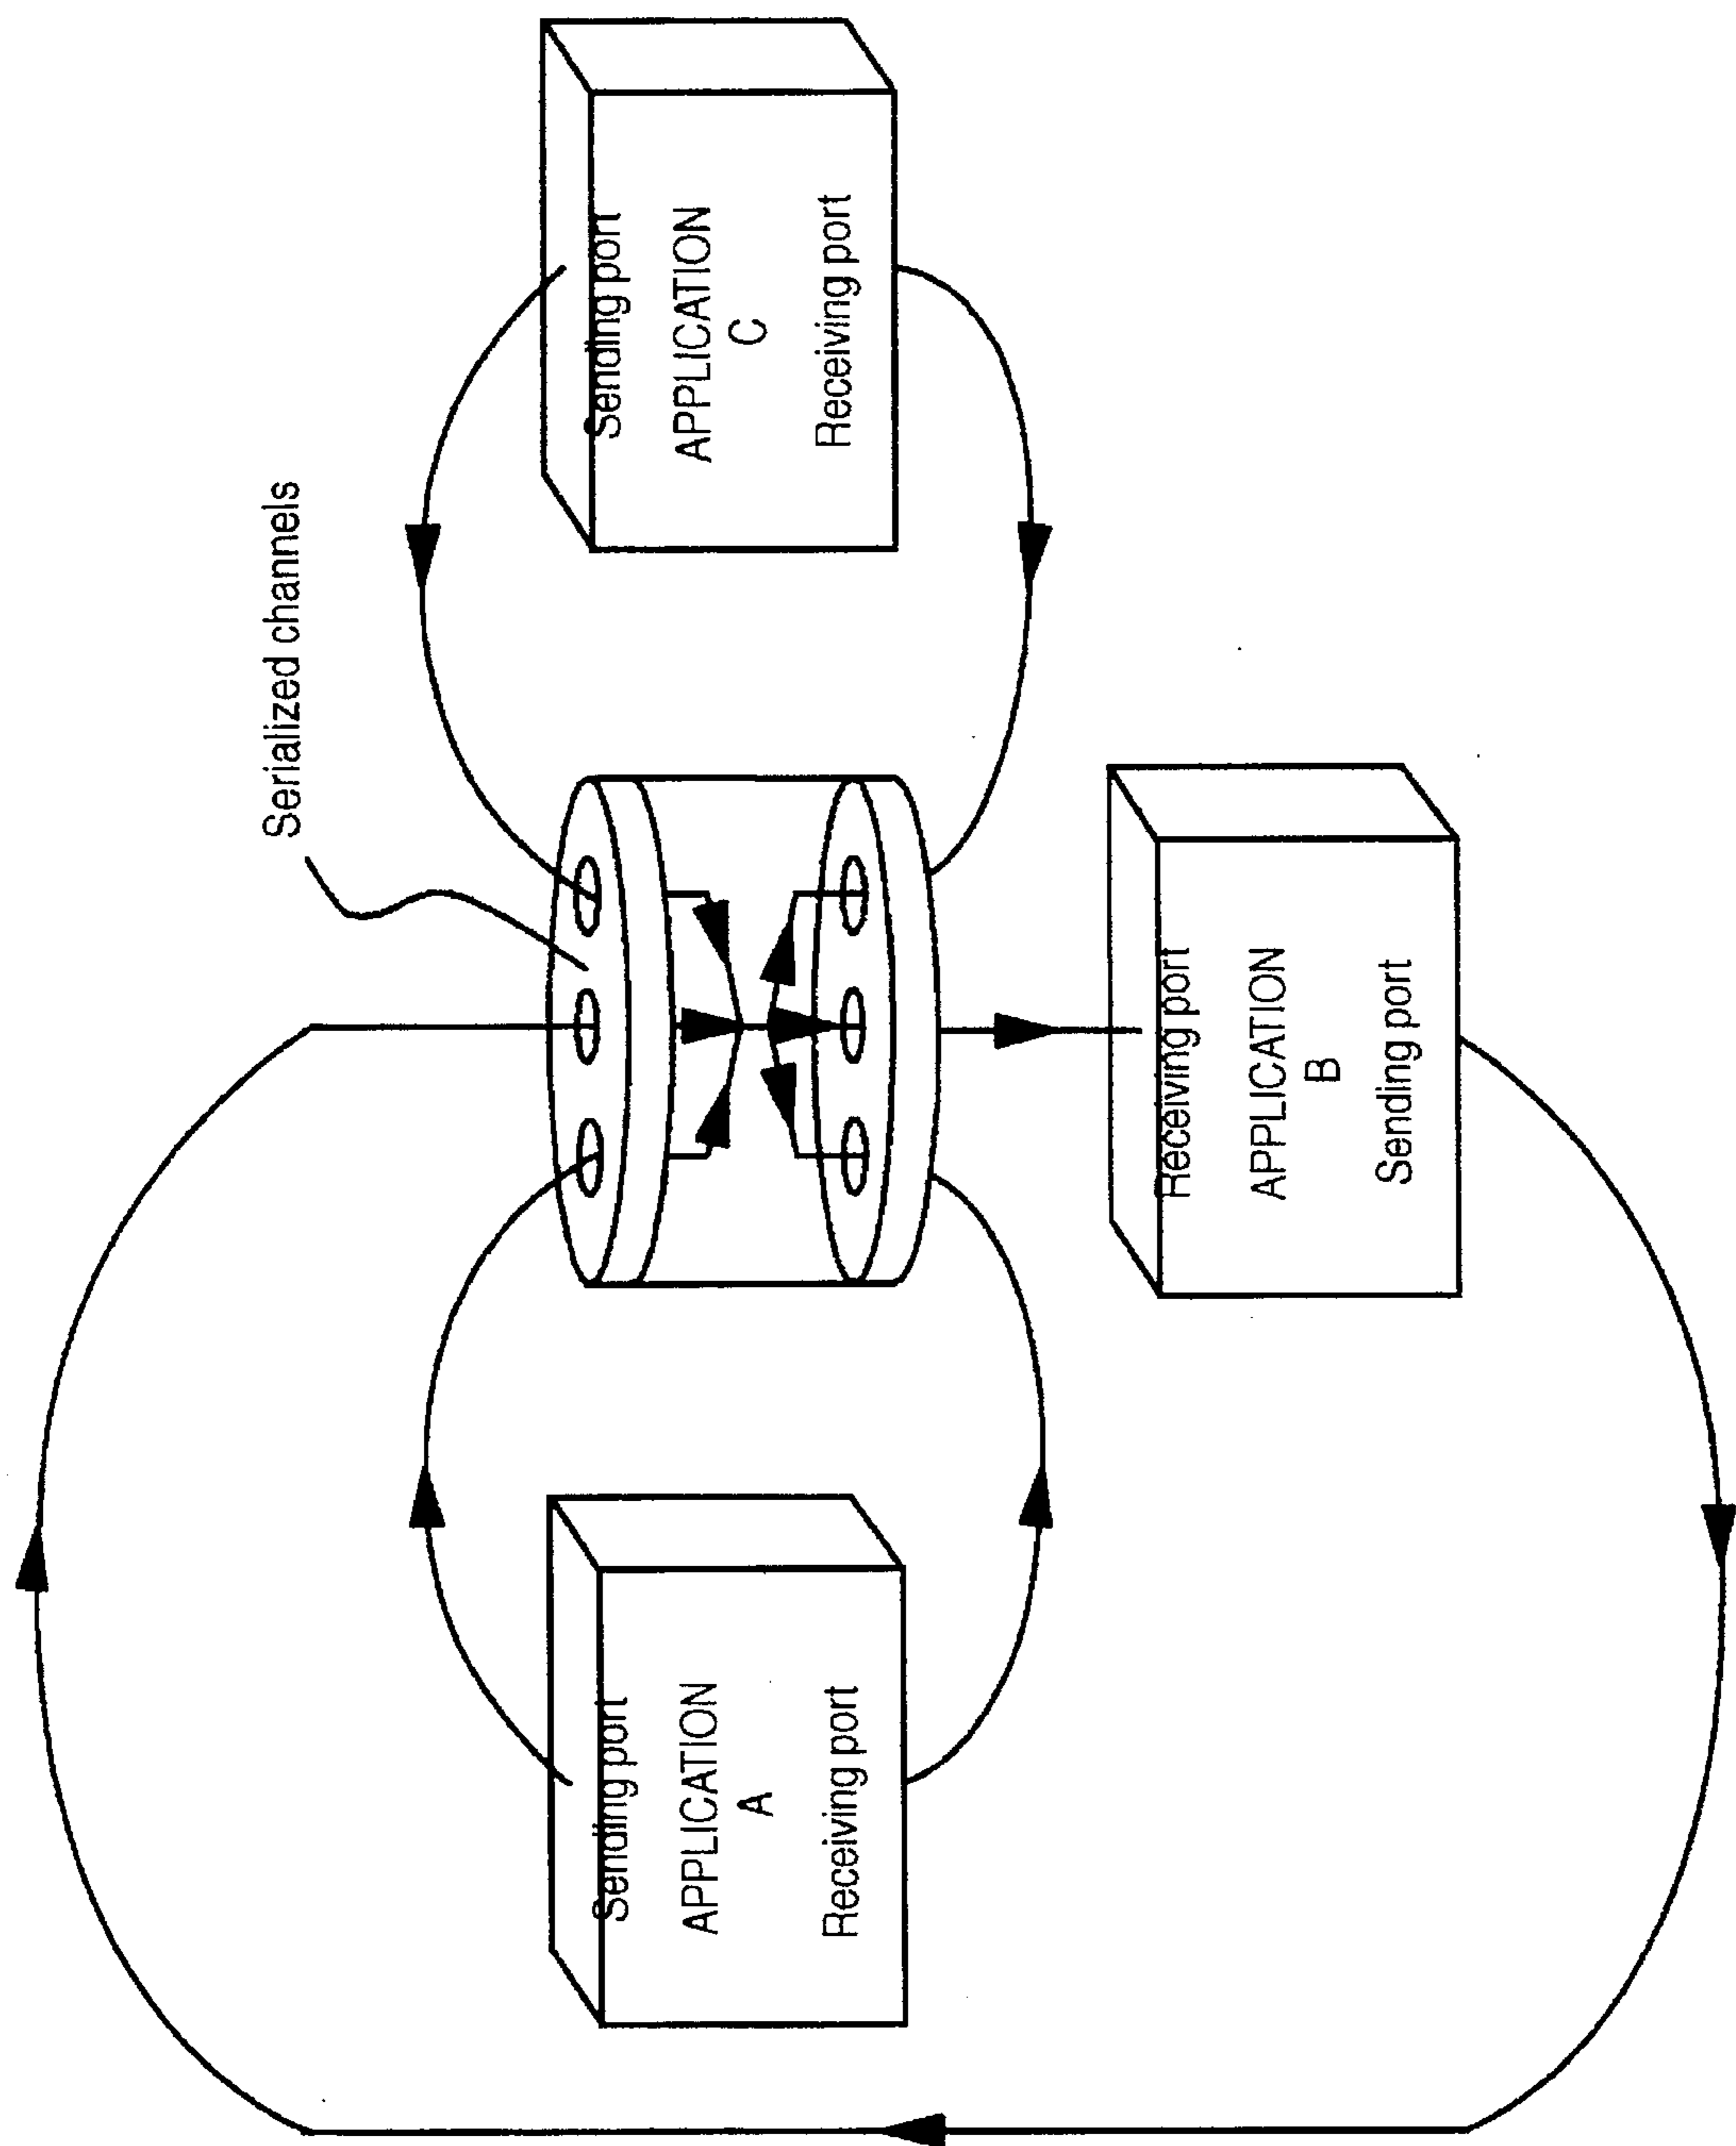 Serialized channels
Sending port
APPLICATION
A
Receiving port
Sending port
APPLICATION
C
Receiving port
Receiving port
APPLICATION
B
Sending port